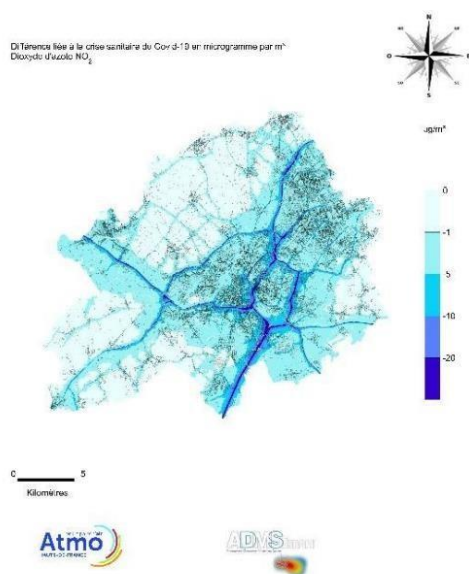 Différence liée à la crise sanitaire du Covid-19 en microgramme par m³
Dioxyde d'azote NO₂
N
O
E
S
µg/m³
0
-1
5
-10
-20
0 5
Kilomètres
Atmo
HAUTS-DE-FRANCE
ADMS